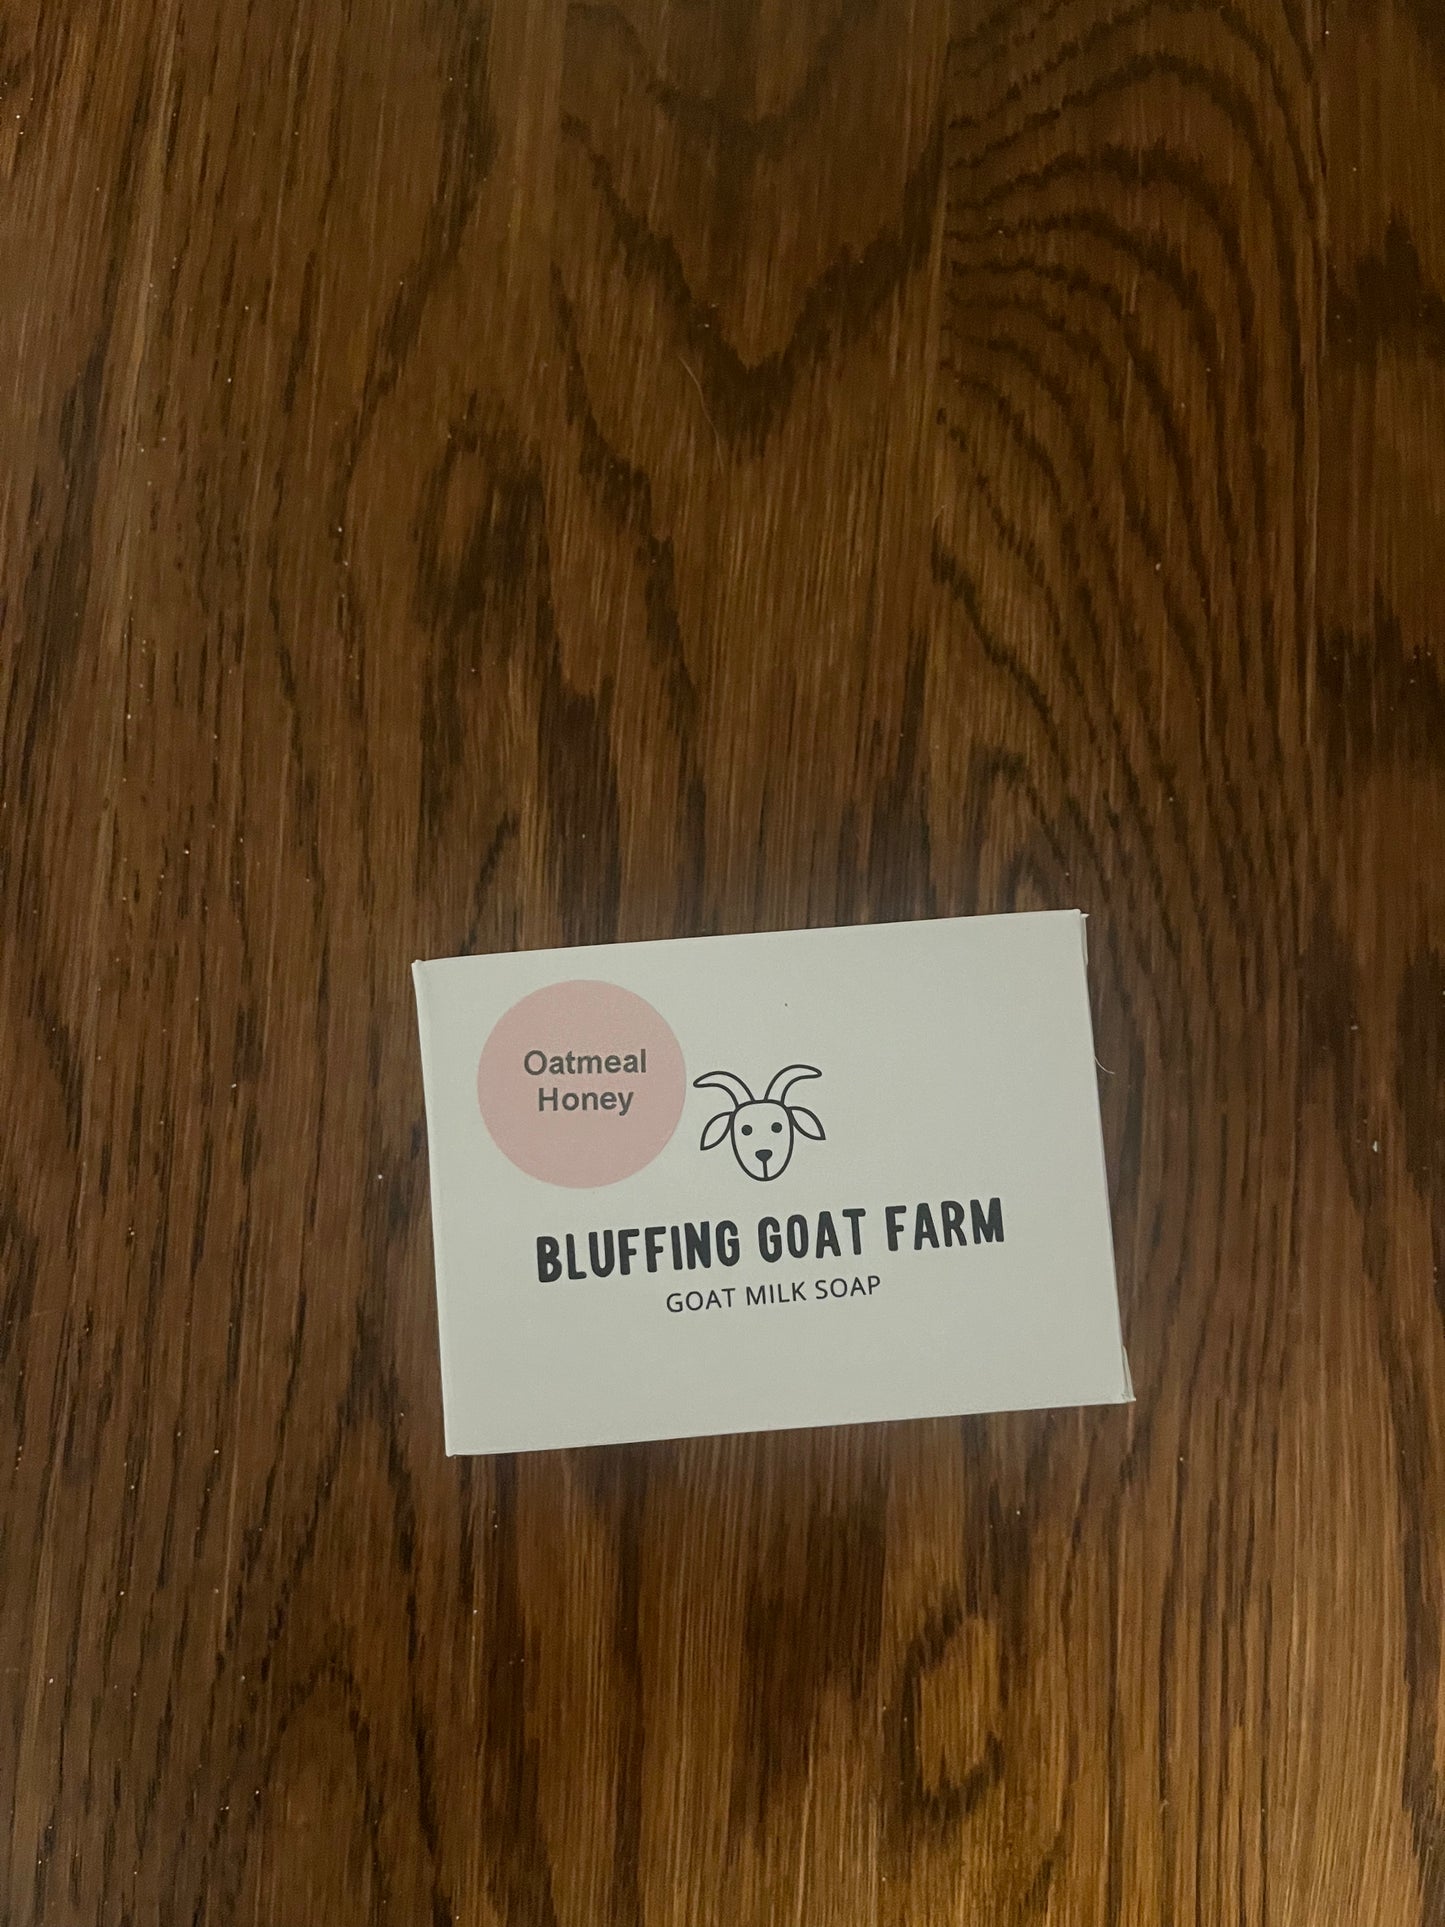 Oatmeal
Honey
BLUFFING GOAT FARM
GOAT MILK SOAP